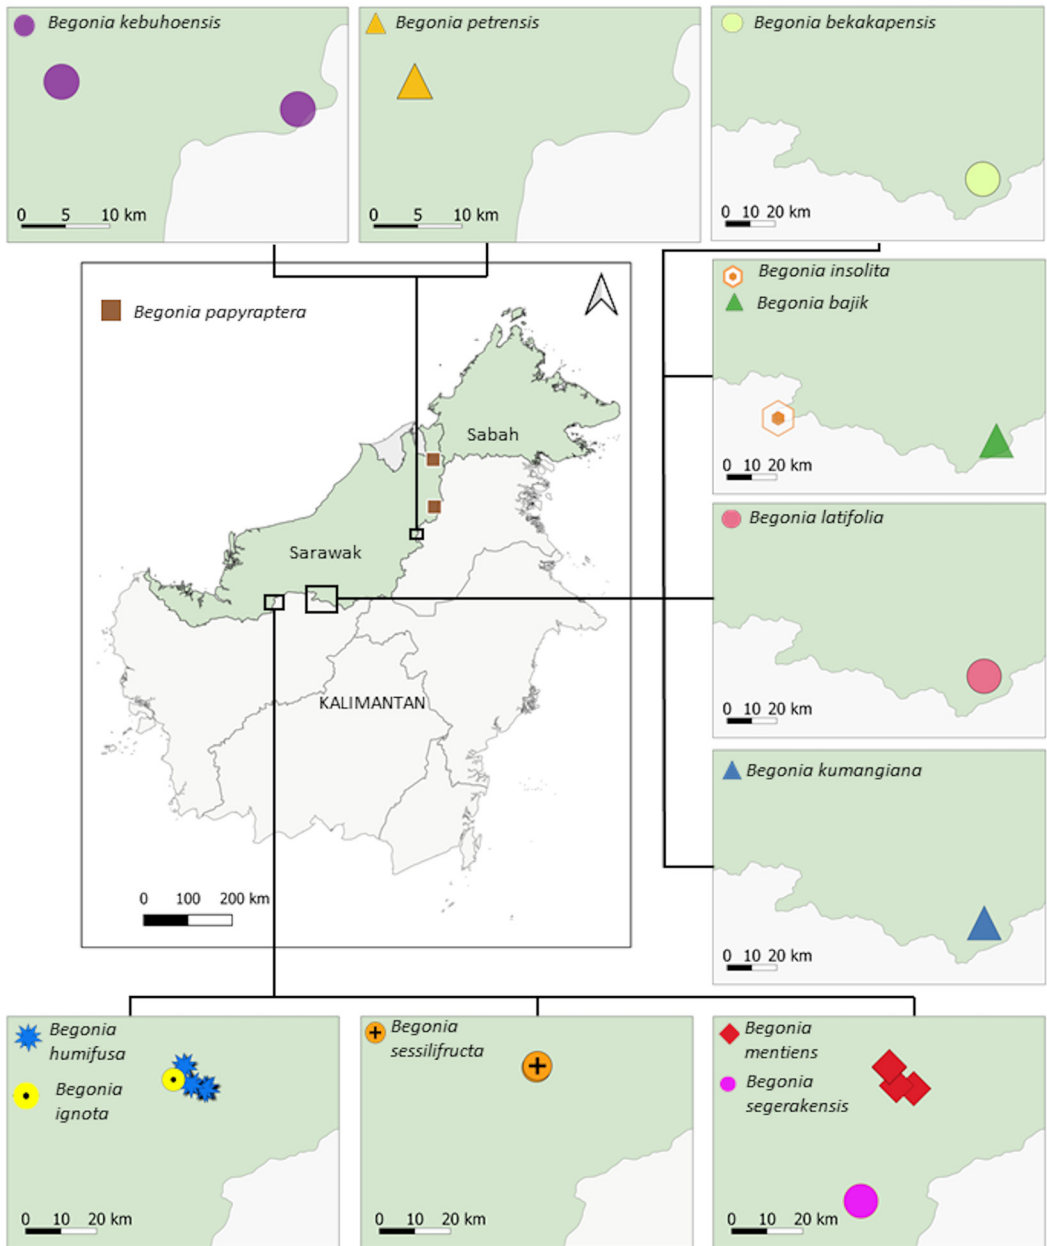 Begonia kebuhoensis
0 5 10 km
Begonia petrensis
0 5 10 km
Begonia bekakapensis
0 10 20 km
Begonia papyraptera
Sabah
Sarawak
KALIMANTAN
0 100 200 km
Begonia insolita
Begonia bajik
0 10 20 km
Begonia latifolia
0 10 20 km
Begonia kumangiana
0 10 20 km
Begonia
humifusa
Begonia
ignota
0 10 20 km
Begonia
sessilifructa
0 10 20 km
Begonia
mentiens
Begonia
segerakensis
0 10 20 km